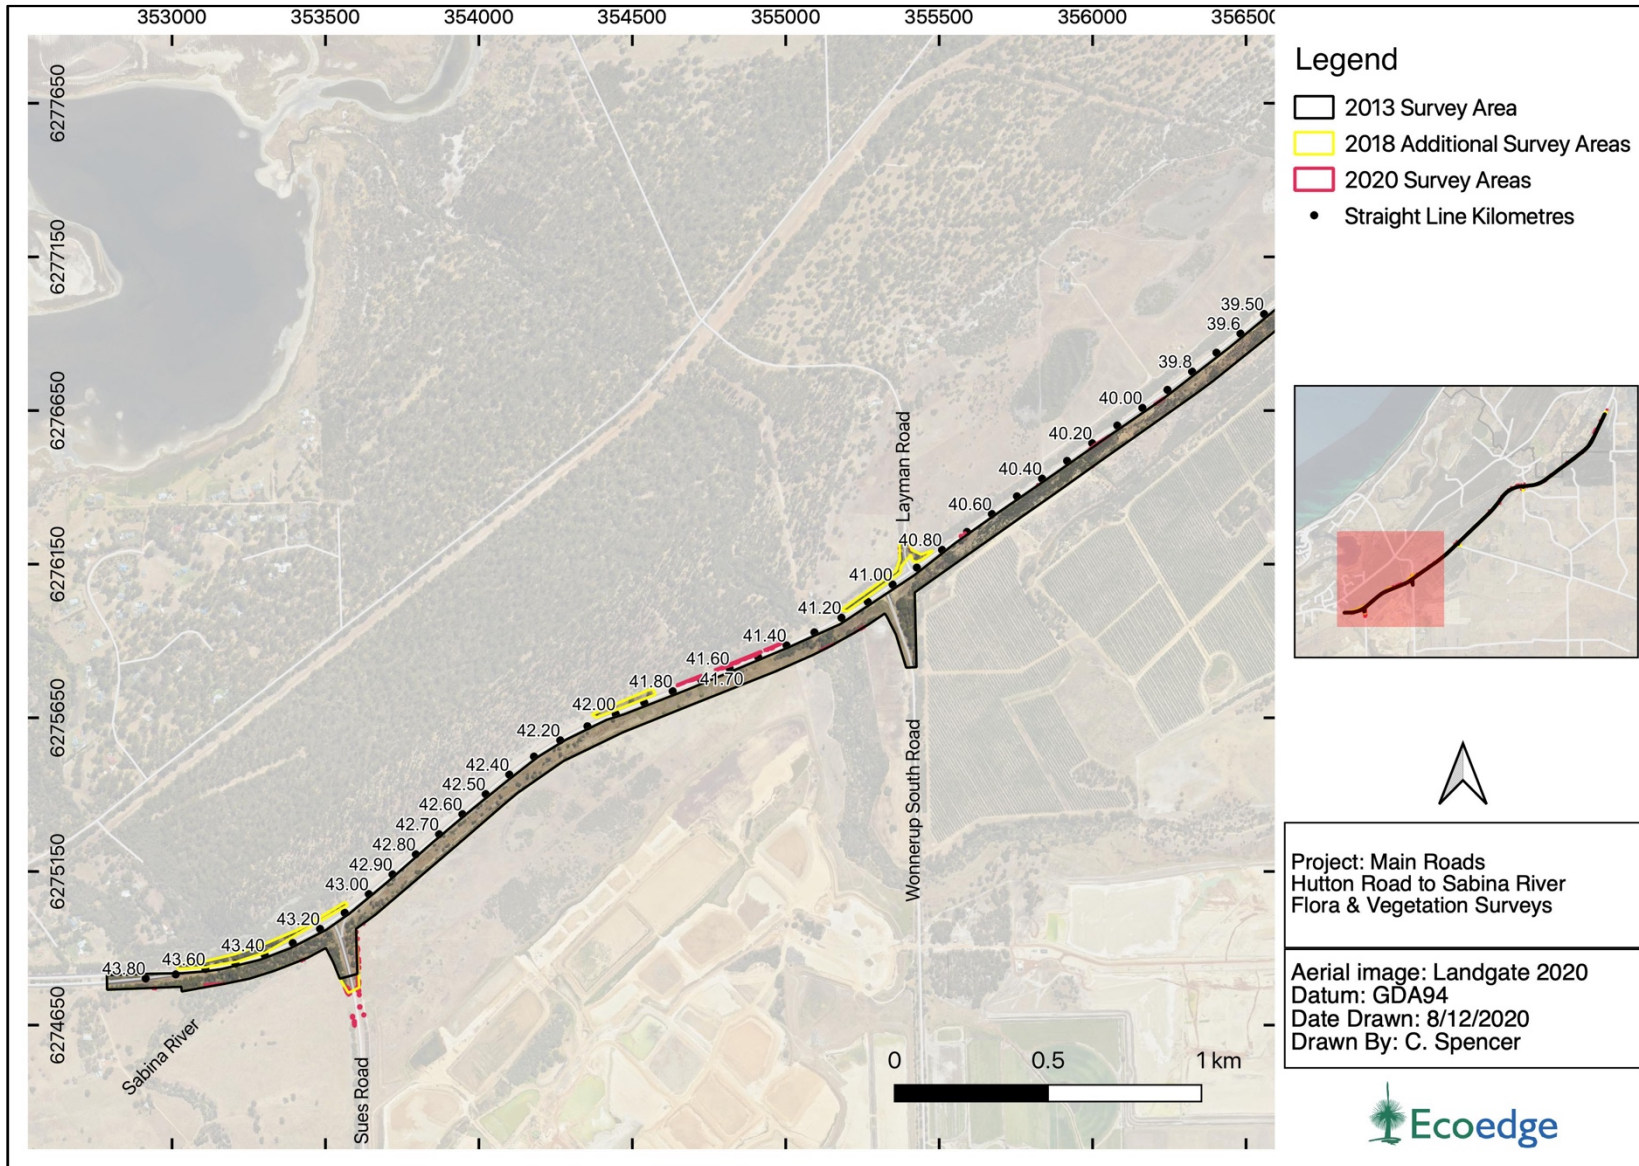 353000 353500 354000 354500 355000 355500 356000 35650
6277650
6277150
6276650
6276150
6275650
6275150
6274650
Legend
2013 Survey Area
2018 Additional Survey Areas
2020 Survey Areas
Straight Line Kilometres
39.50
39.6
39.8
40.00
40.20
40.40
40.60
40.80
41.00
41.20
41.40
41.60
41.70
41.80
42.00
42.20
42.40
42.50
42.60
42.70
42.80
42.90
43.00
43.20
43.40
43.60
43.80
Layman Road
Wonnerup South Road
Sabina River
Sues Road
0 0.5 1 km
Project: Main Roads
Hutton Road to Sabina River
Flora & Vegetation Surveys
Aerial image: Landgate 2020
Datum: GDA94
Date Drawn: 8/12/2020
Drawn By: C. Spencer
Ecoedge